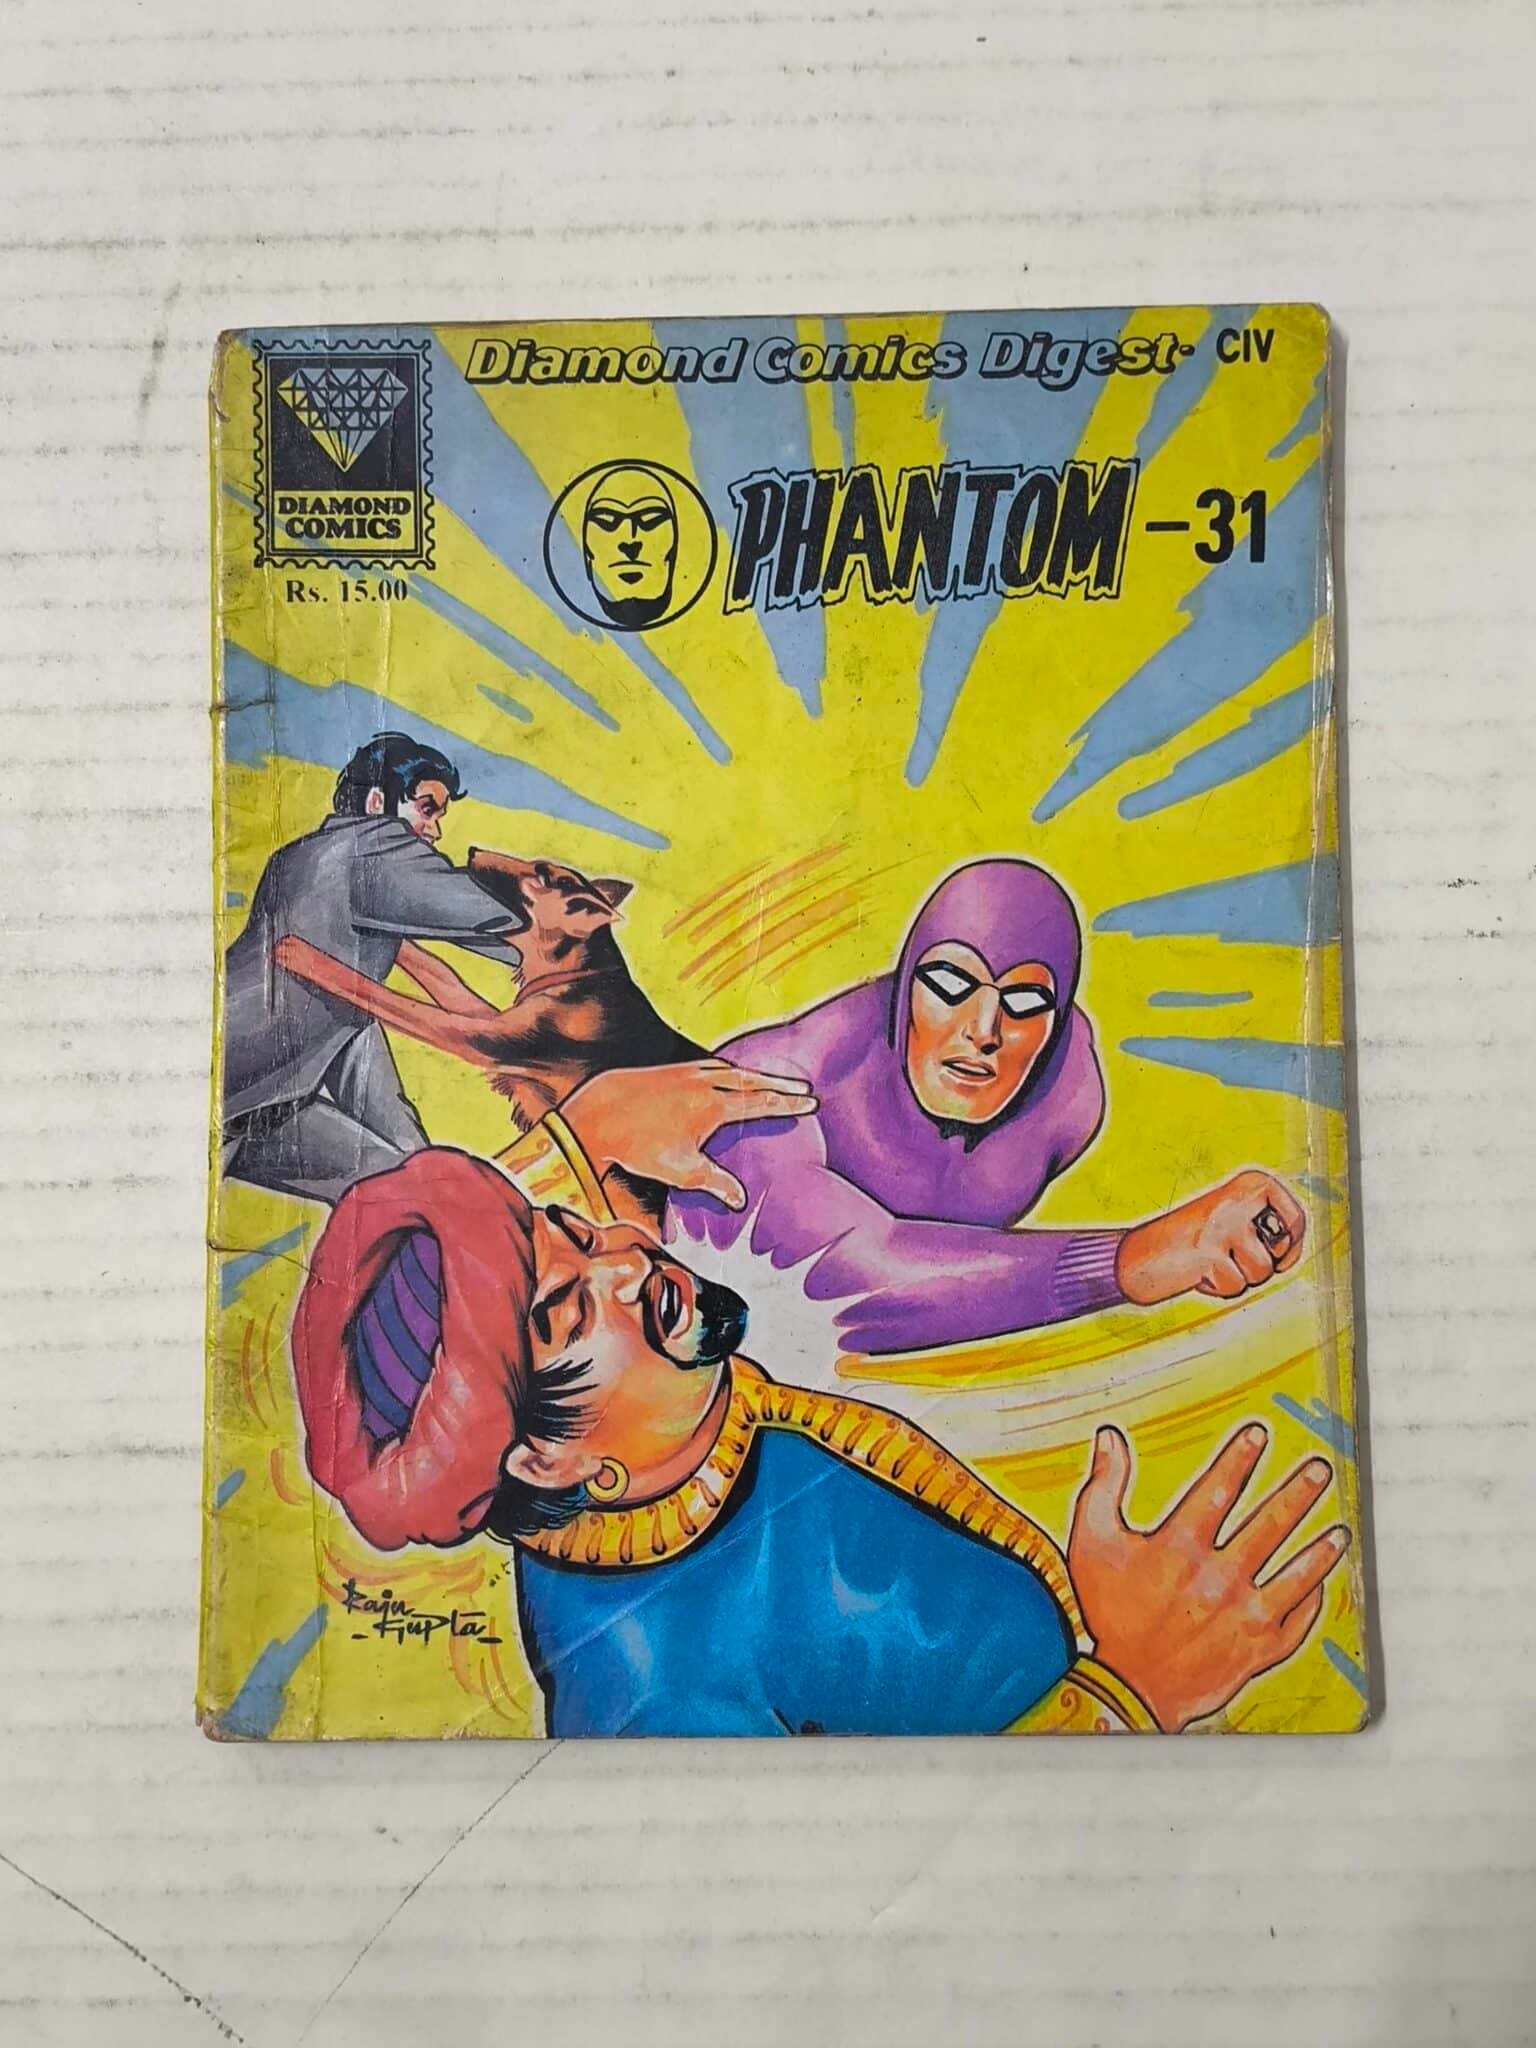 Diamond Comics Digest- CIV
DIAMOND
COMICS
Rs. 15.00
PHANTOM -31
Raju
-Gupta-